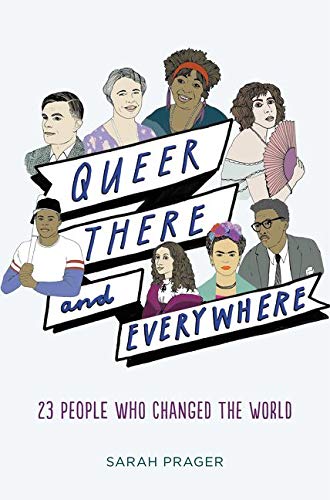 QUEER
THERE
and
EVERYWHERE
23 PEOPLE WHO CHANGED THE WORLD
SARAH PRAGER